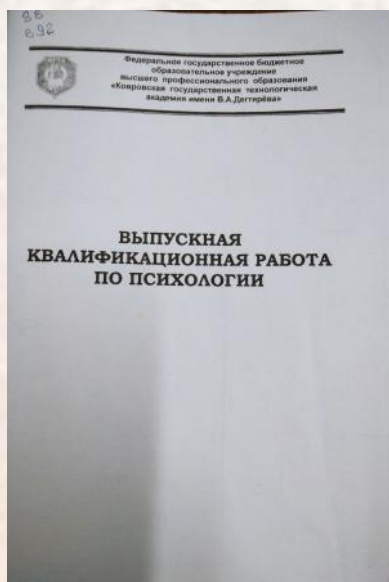 88
в92
Федеральное государственное бюджетное
образовательное учреждение
высшего профессионального образования
«Ковровская государственная технологическая
академия имени В.А.Дегтярёва»
ВЫПУСКНАЯ
КВАЛИФИКАЦИОННАЯ РАБОТА
ПО ПСИХОЛОГИИ